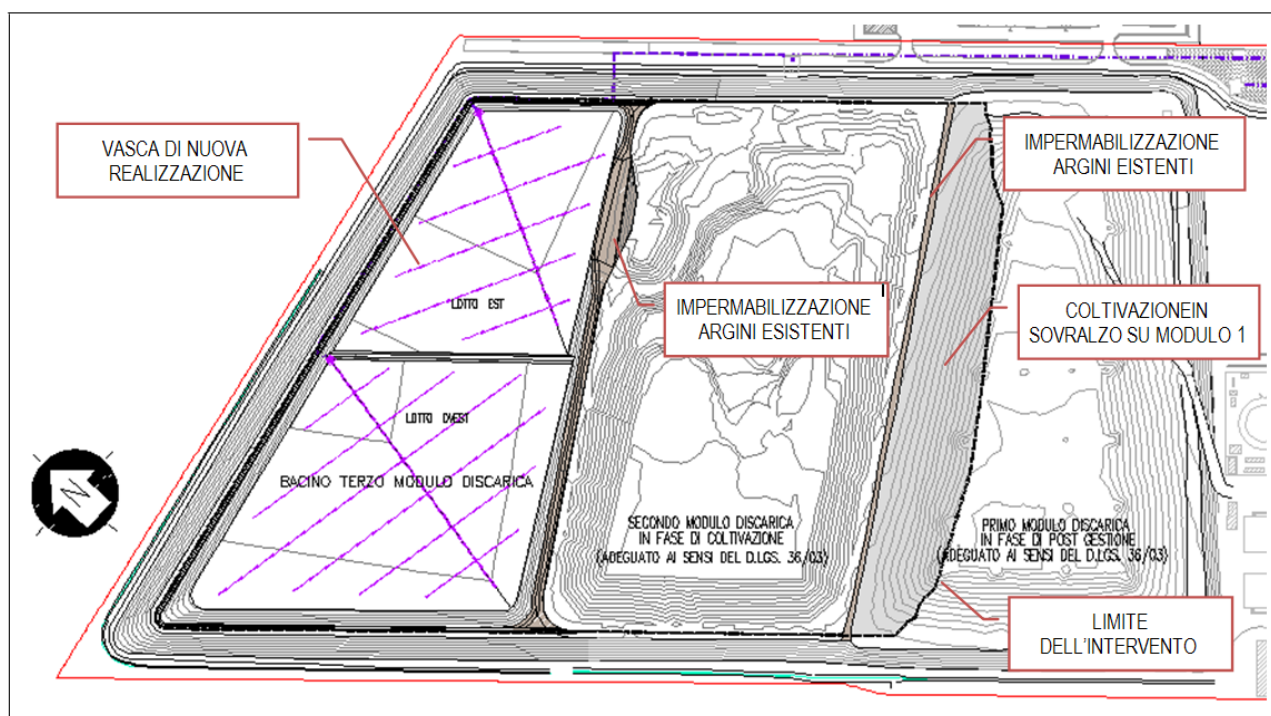 VASCA DI NUOVA
REALIZZAZIONE
IMPERMABILIZZAZIONE
ARGINI EISTENTI
LOTTO EST
IMPERMABILIZZAZIONE
ARGINI ESISTENTI
COLTIVAZIONEIN
SOVRALZO SU MODULO 1
LOTTO OVEST
BACINO TERZO MODULO DISCARICA
N
SECONDO MODULO DISCARICA
IN FASE DI COLTIVAZIONE
(ADEGUATO AI SENSI DEL D.LGS. 36/03)
PRIMO MODULO DISCARICA
IN FASE DI POST GESTIONE
(ADEGUATO AI SENSI DEL D.LGS. 36/03)
LIMITE
DELL'INTERVENTO